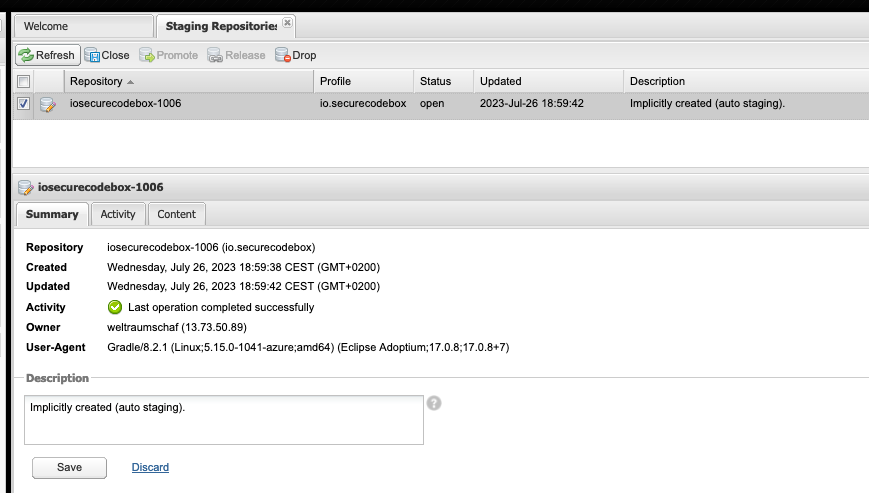 Welcome Staging Repositories
Refresh Close Promote Release Drop
Repository Profile Status Updated Description
iosecurecodebox-1006 io.securecodebox open 2023-Jul-26 18:59:42 Implicitly created (auto staging).
iosecurecodebox-1006
Summary Activity Content
Repository iosecurecodebox-1006 (io.securecodebox)
Created Wednesday, July 26, 2023 18:59:38 CEST (GMT+0200)
Updated Wednesday, July 26, 2023 18:59:42 CEST (GMT+0200)
Activity Last operation completed successfully
Owner weltraumschaf (13.73.50.89)
User-Agent Gradle/8.2.1 (Linux;5.15.0-1041-azure;amd64) (Eclipse Adoptium;17.0.8;17.0.8+7)
Description
Implicitly created (auto staging).
Save Discard